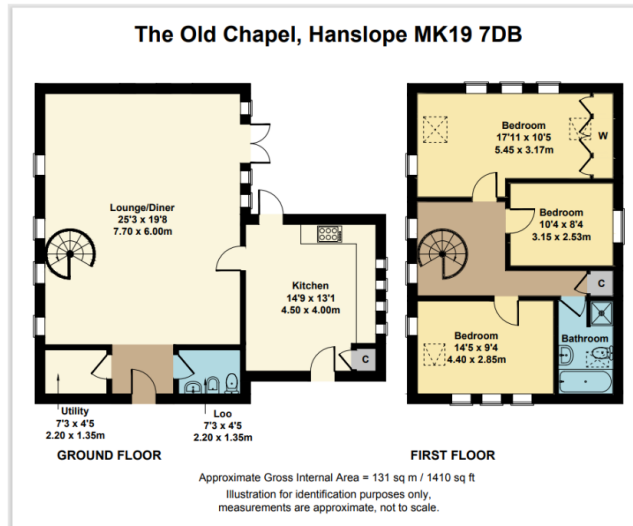 The Old Chapel, Hanslope MK19 7DB
Lounge/Diner
25'3 x 19'8
7.70 x 6.00m
Kitchen
14'9 x 13'1
4.50 x 4.00m
C
Utility
7'3 x 4'5
2.20 x 1.35m
Loo
7'3 x 4'5
2.20 x 1.35m
GROUND FLOOR
Bedroom
17'11 x 10'5
5.45 x 3.17m
W
Bedroom
10'4 x 8'4
3.15 x 2.53m
C
Bedroom
14'5 x 9'4
4.40 x 2.85m
Bathroom
FIRST FLOOR
Approximate Gross Internal Area = 131 sq m / 1410 sq ft
Illustration for identification purposes only,
measurements are approximate, not to scale.